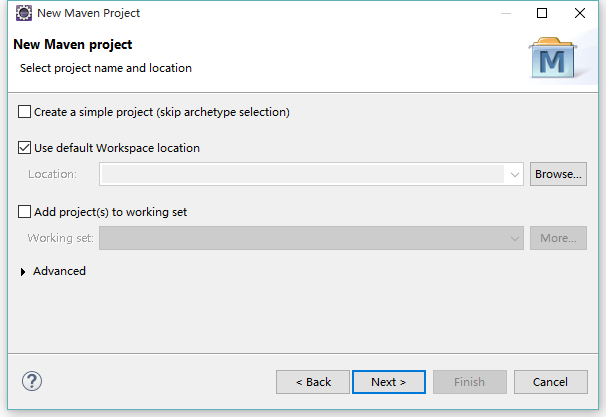 New Maven Project
New Maven project
Select project name and location
M
Create a simple project (skip archetype selection)
Use default Workspace location
Location:
Browse...
Add project(s) to working set
Working set:
More...
Advanced
?
< Back
Next >
Finish
Cancel